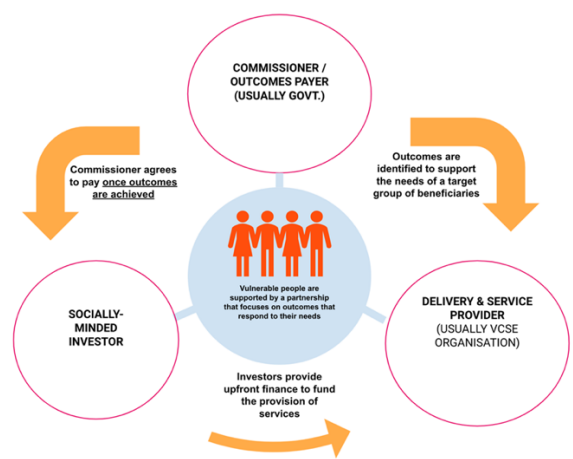 COMMISSIONER /
OUTCOMES PAYER
(USUALLY GOVT.)
Commissioner agrees
to pay once outcomes
are achieved
Outcomes are
identified to support
the needs of a target
group of beneficiaries
Vulnerable people are
supported by a partnership
that focuses on outcomes that
respond to their needs
SOCIALLY-
MINDED
INVESTOR
DELIVERY & SERVICE
PROVIDER
(USUALLY VCSE
ORGANISATION)
Investors provide
upfront finance to fund
the provision of
services